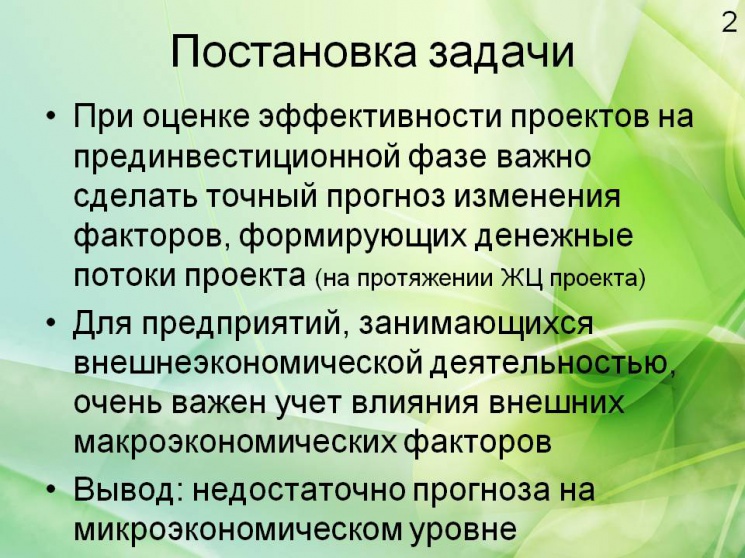 2
Постановка задачи
• При оценке эффективности проектов на
прединвестиционной фазе важно
сделать точный прогноз изменения
факторов, формирующих денежные
потоки проекта (на протяжении ЖЦ проекта)
• Для предприятий, занимающихся
внешнеэкономической деятельностью,
очень важен учет влияния внешних
макроэкономических факторов
• Вывод: недостаточно прогноза на
микроэкономическом уровне